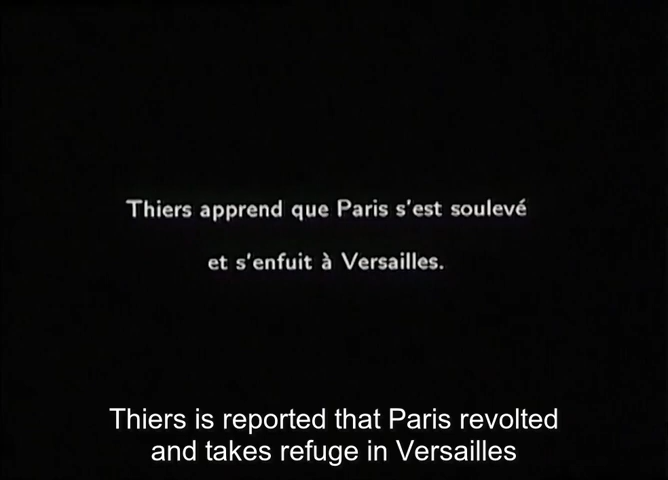 Thiers apprend que Paris s'est soulevé
et s'enfuit à Versailles.
Thiers is reported that Paris revolted
and takes refuge in Versailles